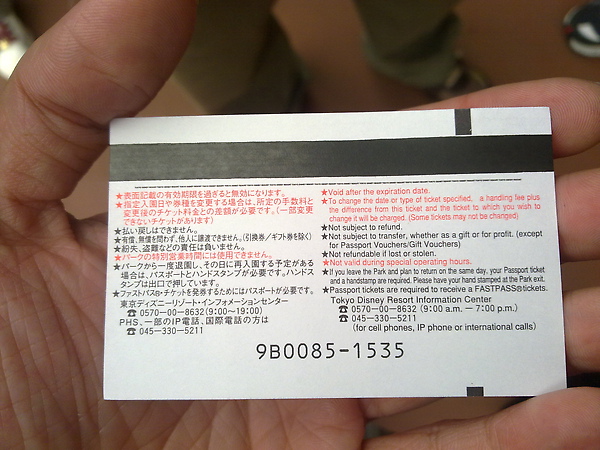 ★表面記載の有効期限を過ぎると無効になります。
★指定入園日や券種を変更する場合は、所定の手数料と
変更後のチケット料金との差額が必要です。(一部変更
できないチケットがあります)
★払い戻しはできません。
★有償、無償を問わず、他人に譲渡できません。(引換券/ギフト券を除く)
★紛失、盗難などの責任は負いません。
★パークの特別営業時間には使用できません。
★パークから一度退園し、その日に再入園する予定がある
場合は、パスポートとハンドスタンプが必要です。ハンドス
タンプは出口で押しています。
★ファストパス®・チケットを発券するためにはパスポートが必要です。
東京ディズニーリゾート・インフォメーションセンター
☎ 0570-00-8632(9:00〜19:00)
PHS、一部のIP電話、国際電話の方は
☎ 045-330-5211
★Void after the expiration date.
★To change the date or type of ticket specified, a handling fee plus
the difference from this ticket and the ticket to which you wish to
change it will be charged. (Some tickets may not be changed)
★Not subject to refund.
★Not subject to transfer, whether as a gift or for profit. (except
for Passport Vouchers/Gift Vouchers)
★Not refundable if lost or stolen.
★Not valid during special operating hours.
★If you leave the Park and plan to return on the same day, your Passport ticket
and a handstamp are required. Please have your hand stamped at the Park exit.
★Passport tickets are required to receive a FASTPASS®tickets.
Tokyo Disney Resort Information Center
☎ 0570-00-8632 (9:00 a.m. — 7:00 p.m.)
☎ 045-330-5211
(for cell phones, IP phone or international calls)
9B0085-1535